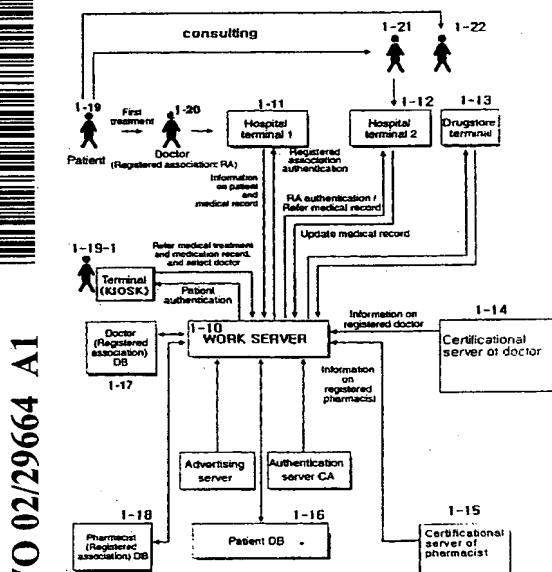 consulting
1-21
1-22
1-19
First
treatment
1-20
1-11
1-12
1-13
Patient
Doctor
(Registered association: RA)
Hospital
terminal 1
Hospital
terminal 2
Drugstore
terminal
Registered
association
authentication
Information
on patient
and
medical record
RA authentication /
Refer medical record
Update medical record
1-19-1
Refer medical treatment
and medication record,
and select doctor
Terminal
(KIOSK)
Patient
authentication
1-10
WORK SERVER
Information on
registered doctor
1-14
Certificational
server of doctor
Doctor
(Registered
association)
DB
1-17
Information
on
registered
pharmacist
Advertising
server
Authentication
server CA
1-18
Pharmacist
(Registered
association) DB
1-16
Patient DB
1-15
Certificational
server of
pharmacist
WO 02/29664 A1